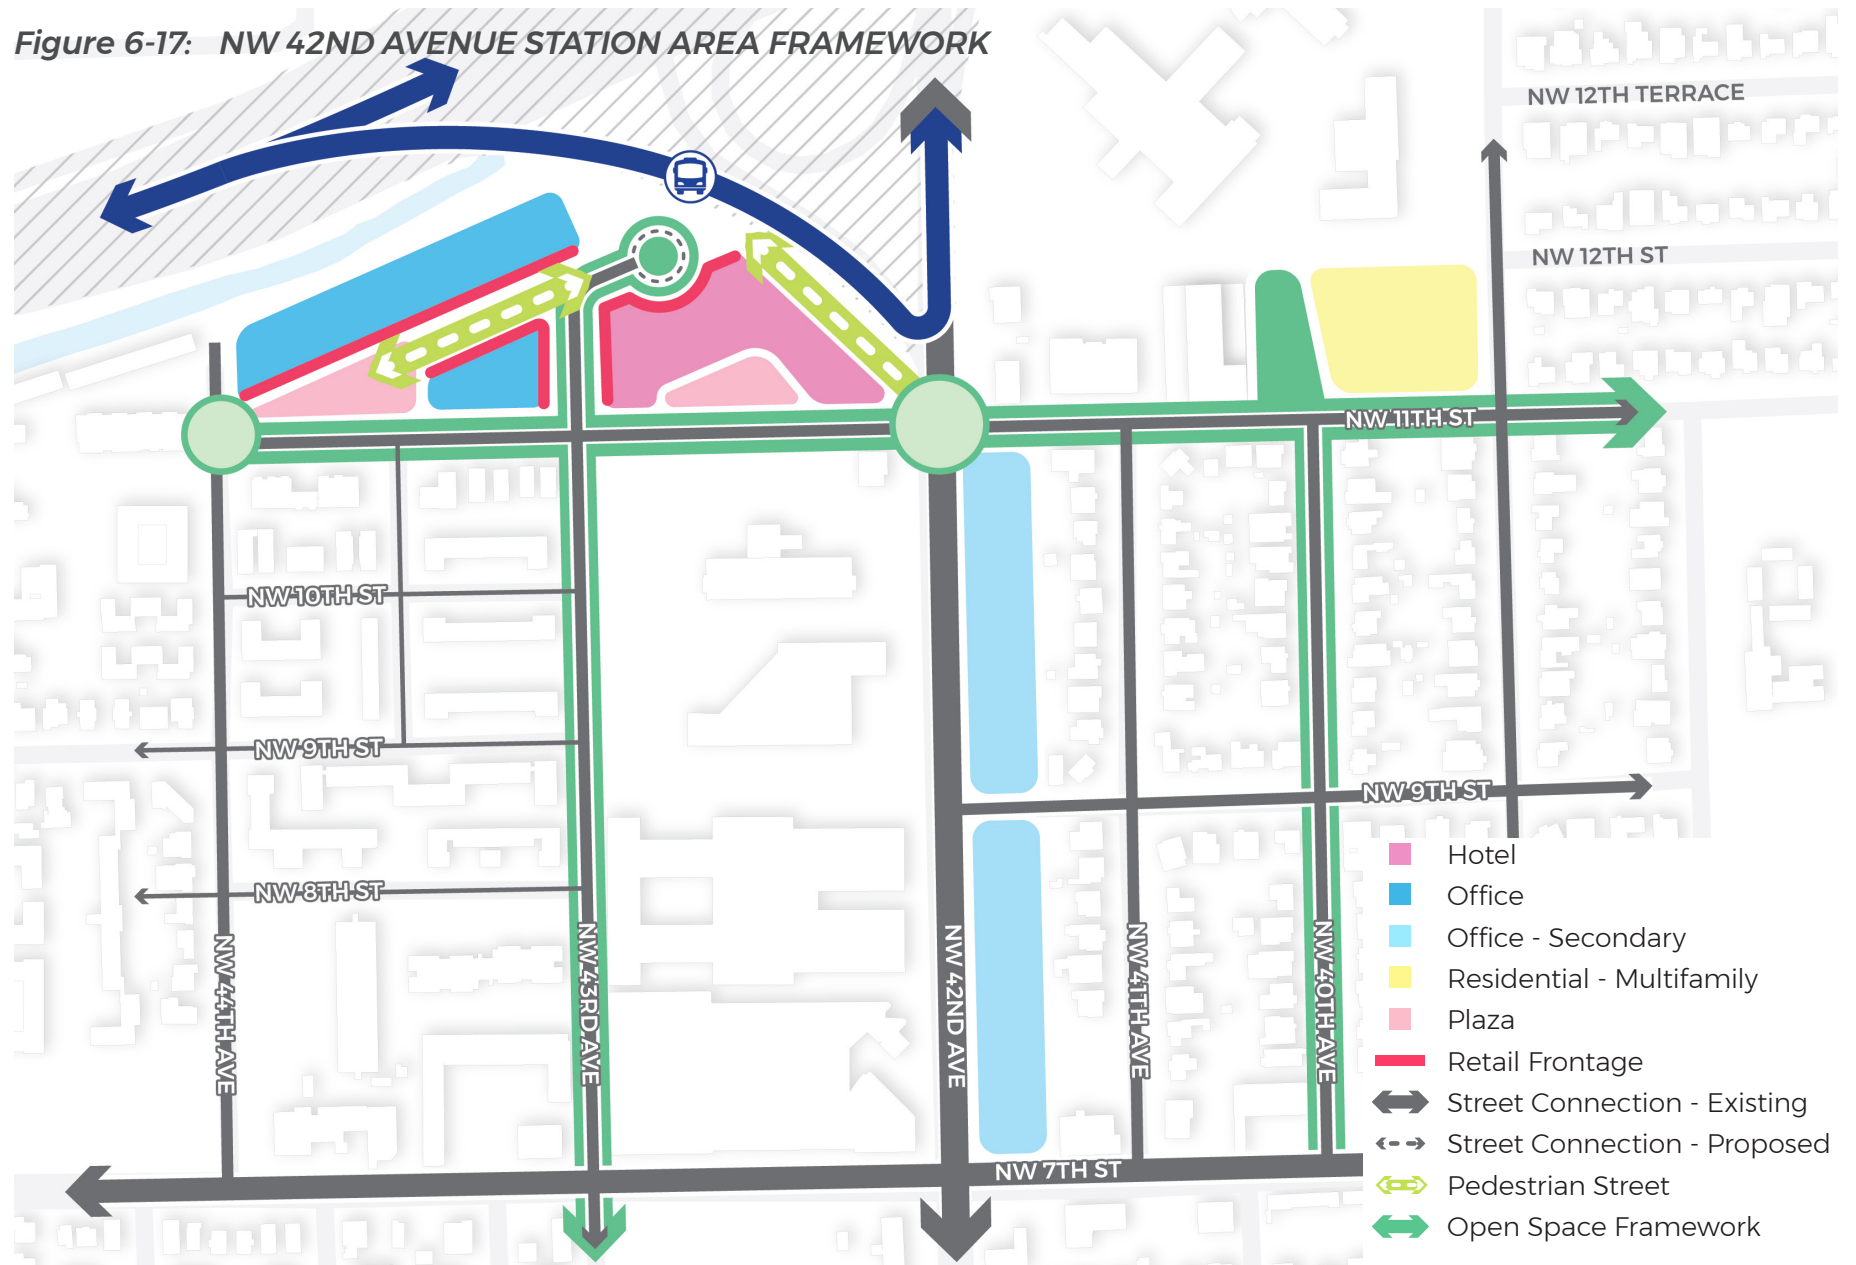 Figure 6-17: NW 42ND AVENUE STATION AREA FRAMEWORK
NW 12TH TERRACE
NW 12TH ST
NW 11TH ST
NW 10TH ST
NW 9TH ST
NW 9TH ST
NW 8TH ST
NW 44TH AVE
NW 43RD AVE
NW 42ND AVE
NW 41TH AVE
NW 40TH AVE
NW 7TH ST
Hotel
Office
Office - Secondary
Residential - Multifamily
Plaza
Retail Frontage
Street Connection - Existing
Street Connection - Proposed
Pedestrian Street
Open Space Framework